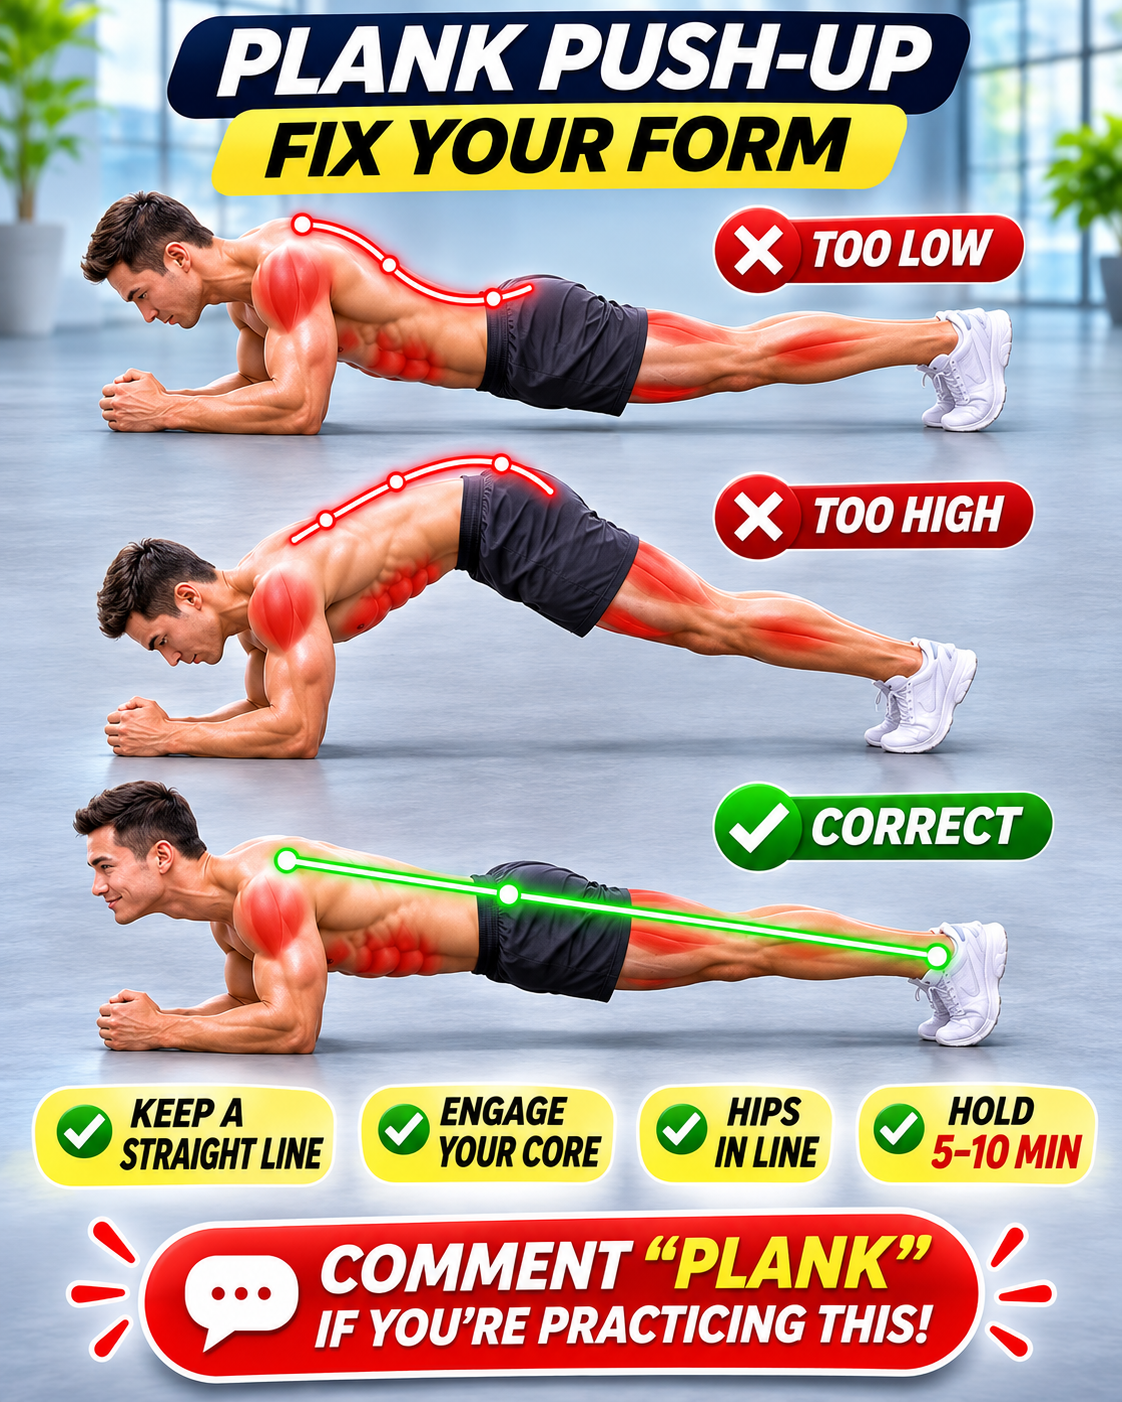 PLANK PUSH-UP
FIX YOUR FORM
TOO LOW
TOO HIGH
CORRECT
KEEP A
STRAIGHT LINE
ENGAGE
YOUR CORE
HIPS
IN LINE
HOLD
5-10 MIN
COMMENT "PLANK"
IF YOU'RE PRACTICING THIS!